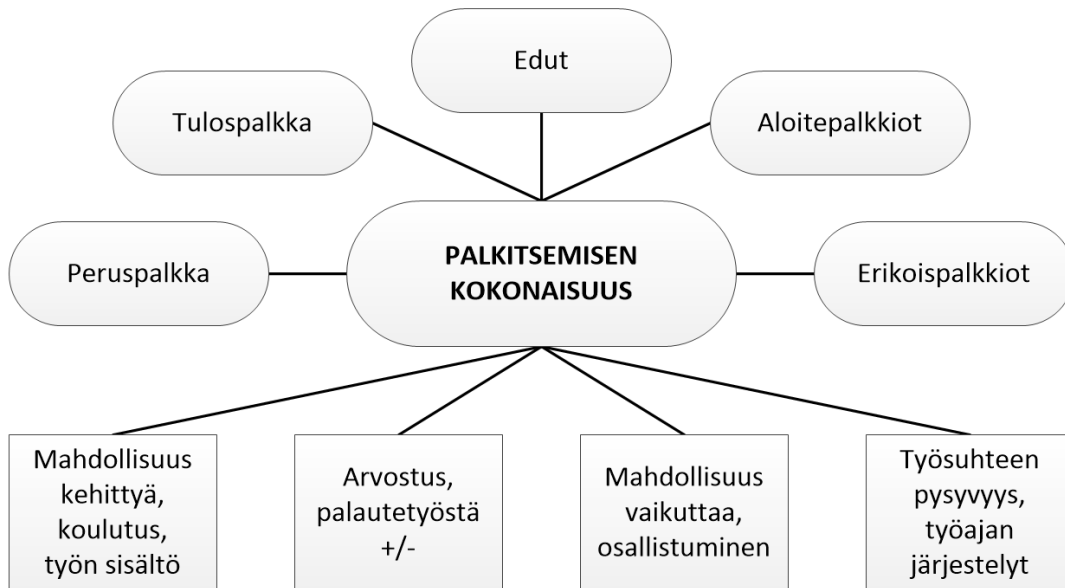 Edut
Tulospalkka
Aloitepalkkiot
Peruspalkka
PALKITSEMISEN
KOKONAISUUS
Erikoispalkkiot
Mahdollisuus
kehittyä,
koulutus,
työn sisältö
Arvostus,
palautetyöstä
+/-
Mahdollisuus
vaikuttaa,
osallistuminen
Työsuhteen
pysyvyys,
työajan
järjestelyt